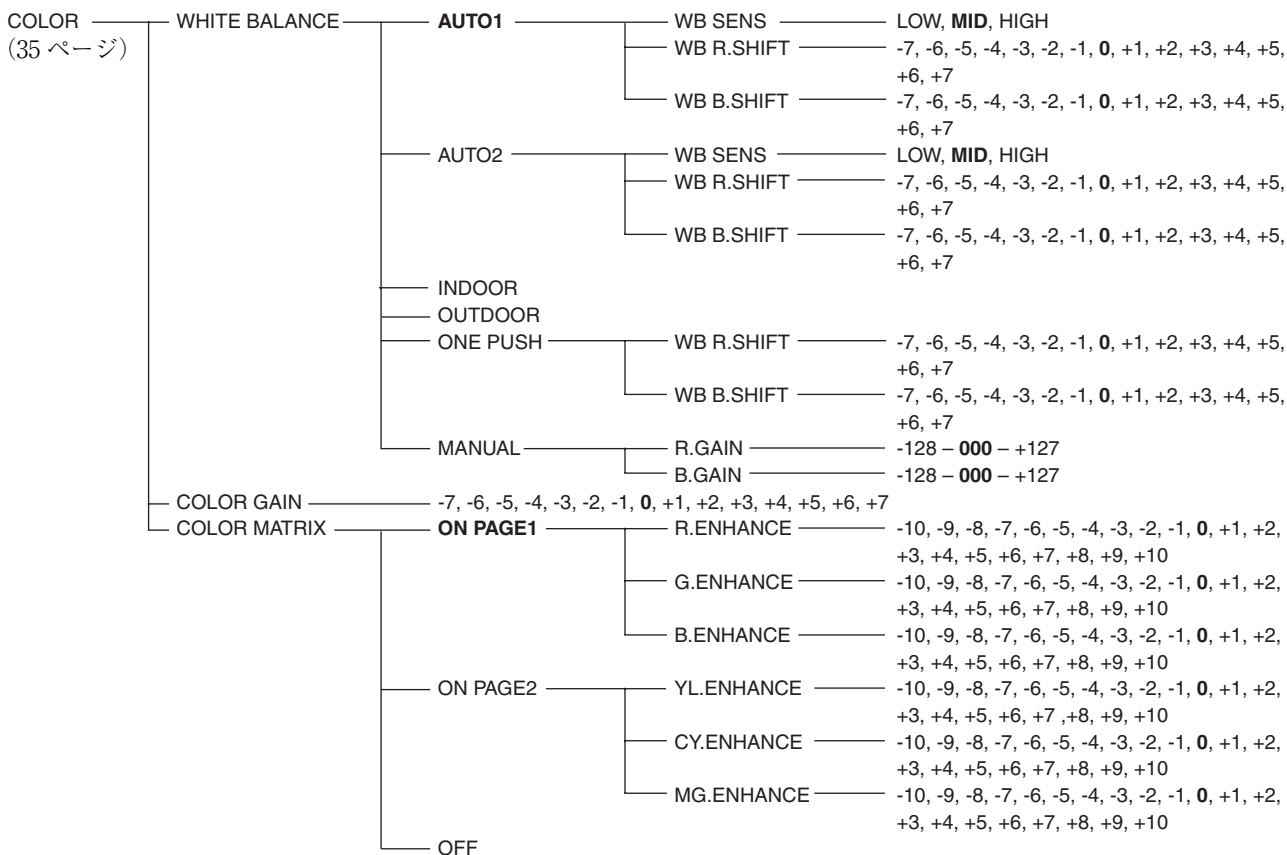 COLOR WHITE BALANCE AUTO1 WB SENS LOW, MID, HIGH
(35 ページ) WB R.SHIFT -7, -6, -5, -4, -3, -2, -1, 0, +1, +2, +3, +4, +5,
+6, +7
WB B.SHIFT -7, -6, -5, -4, -3, -2, -1, 0, +1, +2, +3, +4, +5,
+6, +7
AUTO2 WB SENS LOW, MID, HIGH
WB R.SHIFT -7, -6, -5, -4, -3, -2, -1, 0, +1, +2, +3, +4, +5,
+6, +7
WB B.SHIFT -7, -6, -5, -4, -3, -2, -1, 0, +1, +2, +3, +4, +5,
+6, +7
INDOOR
OUTDOOR
ONE PUSH WB R.SHIFT -7, -6, -5, -4, -3, -2, -1, 0, +1, +2, +3, +4, +5,
+6, +7
WB B.SHIFT -7, -6, -5, -4, -3, -2, -1, 0, +1, +2, +3, +4, +5,
+6, +7
MANUAL R.GAIN -128 – 000 – +127
B.GAIN -128 – 000 – +127
COLOR GAIN -7, -6, -5, -4, -3, -2, -1, 0, +1, +2, +3, +4, +5, +6, +7
COLOR MATRIX ON PAGE1 R.ENHANCE -10, -9, -8, -7, -6, -5, -4, -3, -2, -1, 0, +1, +2,
+3, +4, +5, +6, +7, +8, +9, +10
G.ENHANCE -10, -9, -8, -7, -6, -5, -4, -3, -2, -1, 0, +1, +2,
+3, +4, +5, +6, +7, +8, +9, +10
B.ENHANCE -10, -9, -8, -7, -6, -5, -4, -3, -2, -1, 0, +1, +2,
+3, +4, +5, +6, +7, +8, +9, +10
ON PAGE2 YL.ENHANCE -10, -9, -8, -7, -6, -5, -4, -3, -2, -1, 0, +1, +2,
+3, +4, +5, +6, +7 ,+8, +9, +10
CY.ENHANCE -10, -9, -8, -7, -6, -5, -4, -3, -2, -1, 0, +1, +2,
+3, +4, +5, +6, +7, +8, +9, +10
MG.ENHANCE -10, -9, -8, -7, -6, -5, -4, -3, -2, -1, 0, +1, +2,
+3, +4, +5, +6, +7, +8, +9, +10
OFF